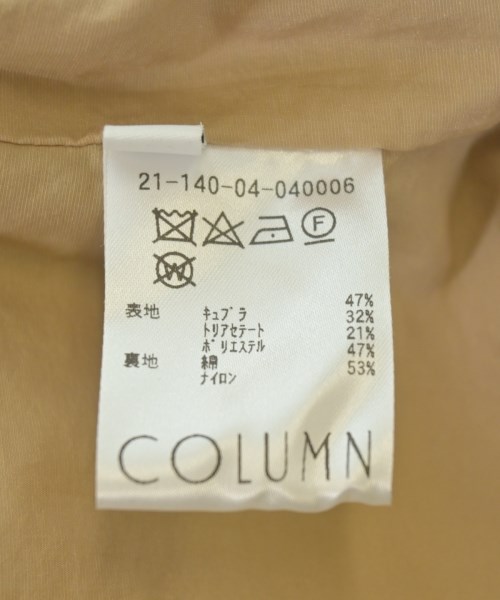 21-140-04-040006
F
W
表地 キュプラ 47%
トリアセテート 32%
ポリエステル 21%
裏地 綿 47%
ナイロン 53%
COLUMN